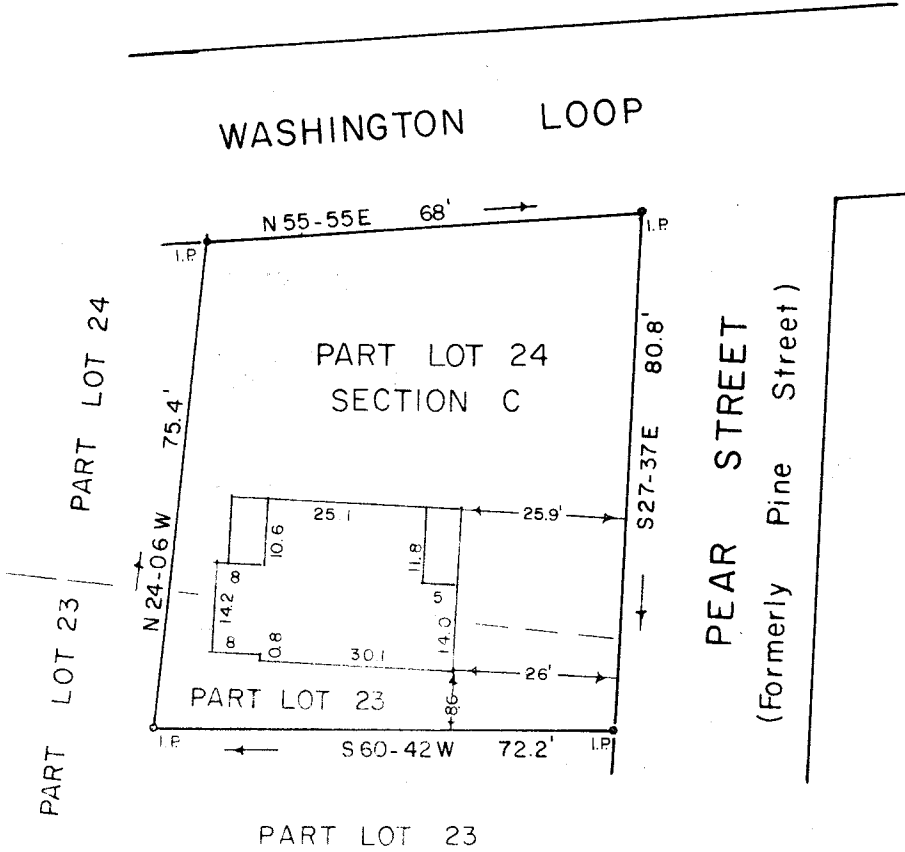 WASHINGTON LOOP
N 55-55 E 68'
I.P.
I.P.
PART LOT 24
PART LOT 24
SECTION C
75.4'
N 24-06 W
80.8'
S 27-37 E
PEAR STREET
(Formerly Pine Street)
25.1
25.9'
10.6
11.8
8
5
14.2
14.0
8
0.8
30.1
26'
8.6
PART LOT 23
PART LOT 23
I.P.
S 60-42 W 72.2'
I.P.
PART LOT 23